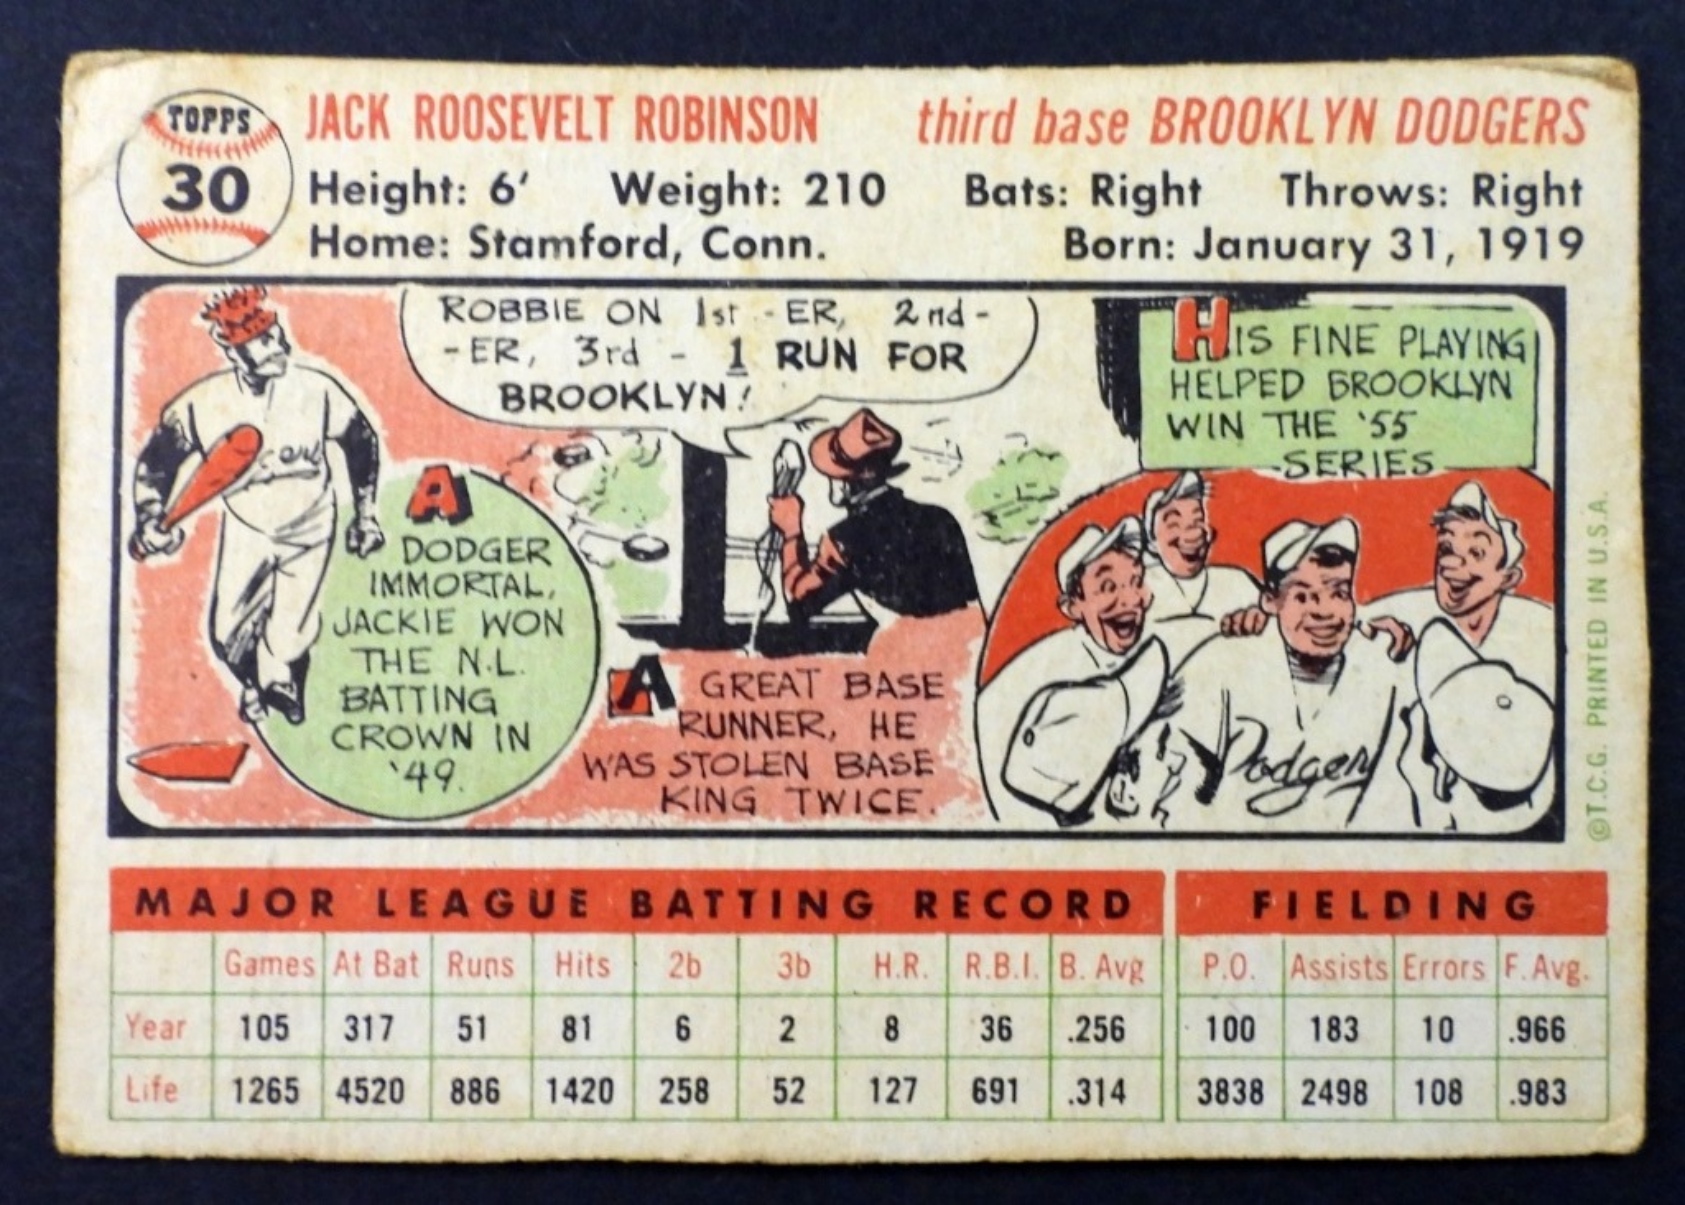 TOPPS
30
JACK ROOSEVELT ROBINSON third base BROOKLYN DODGERS
Height: 6' Weight: 210 Bats: Right Throws: Right
Home: Stamford, Conn. Born: January 31, 1919
ROBBIE ON 1st -ER, 2nd-
-ER, 3rd - 1 RUN FOR
BROOKLYN!
A
DODGER
IMMORTAL,
JACKIE WON
THE N.L.
BATTING
CROWN IN
'49.
A GREAT BASE
RUNNER, HE
WAS STOLEN BASE
KING TWICE.
HIS FINE PLAYING
HELPED BROOKLYN
WIN THE '55
SERIES
Dodgers
©T.C.G. PRINTED IN U.S.A.
MAJOR LEAGUE BATTING RECORD FIELDING
Games At Bat Runs Hits 2b 3b H.R. R.B.I. B. Avg P.O. Assists Errors F. Avg.
Year 105 317 51 81 6 2 8 36 .256 100 183 10 .966
Life 1265 4520 886 1420 258 52 127 691 .314 3838 2498 108 .983